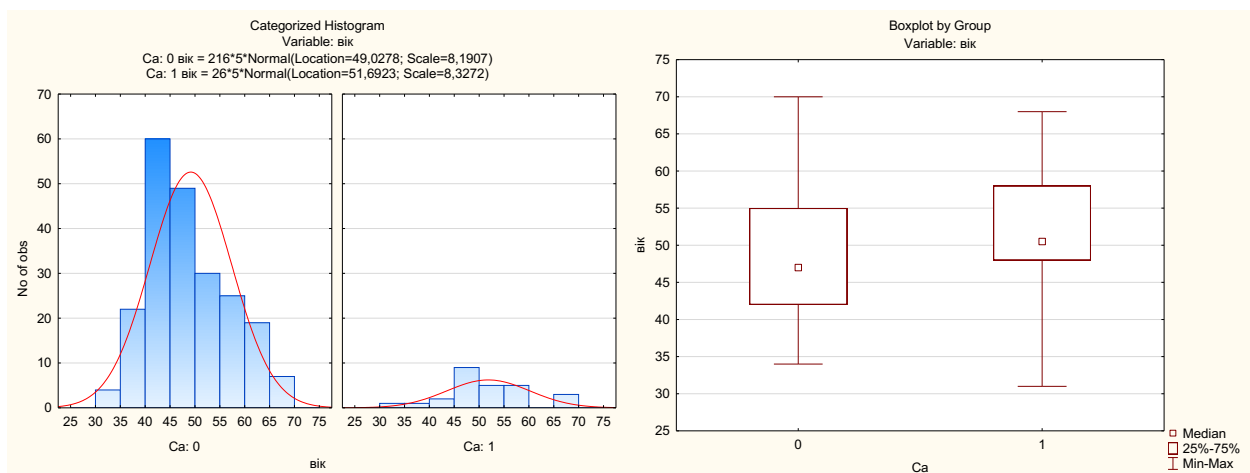 Categorized Histogram
Variable: вік
Ca: 0 вік = 216*5*Normal(Location=49,0278; Scale=8,1907)
Ca: 1 вік = 26*5*Normal(Location=51,6923; Scale=8,3272)
No of obs
70
60
50
40
30
20
10
0
25 30 35 40 45 50 55 60 65 70 75
Ca: 0
25 30 35 40 45 50 55 60 65 70 75
Ca: 1
вік
Boxplot by Group
Variable: вік
вік
75
70
65
60
55
50
45
40
35
30
25
0 1
Ca
Median
25%-75%
Min-Max